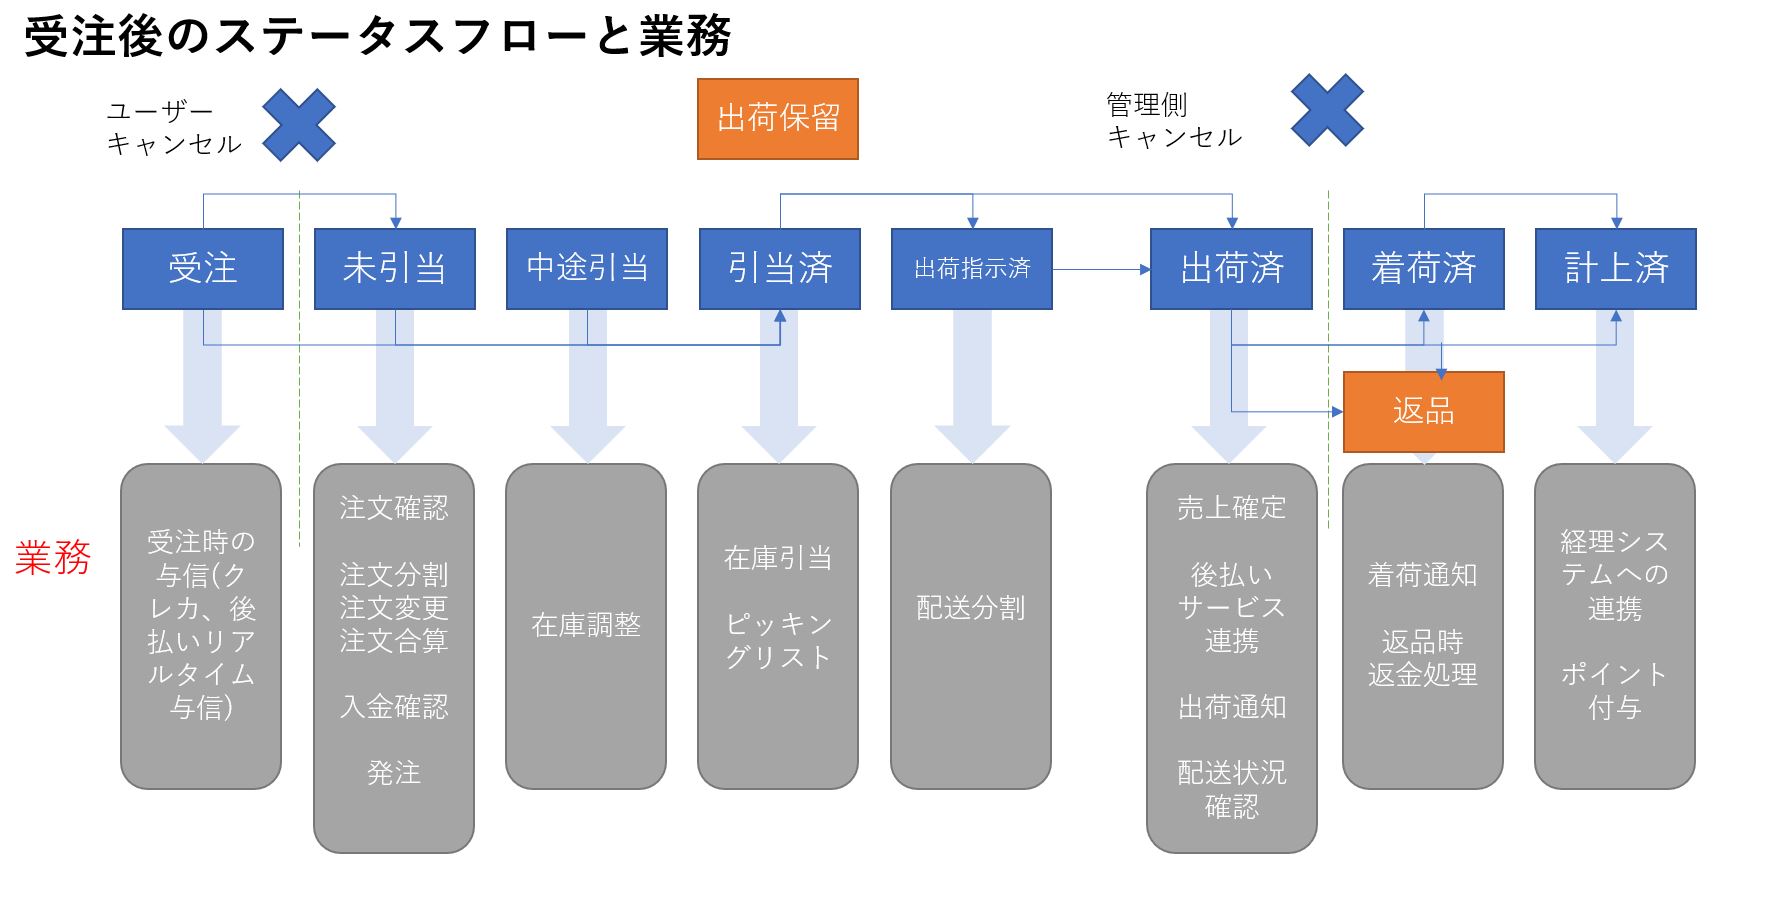 受注後のステータスフローと業務
ユーザー
キャンセル
出荷保留
管理側
キャンセル
受注
未引当
中途引当
引当済
出荷指示済
出荷済
着荷済
計上済
返品
業務
受注時の
与信(ク
レカ、後
払いリア
ルタイム
与信)
注文確認
注文分割
注文変更
注文合算
入金確認
発注
在庫調整
在庫引当
ピッキン
グリスト
配送分割
売上確定
後払い
サービス
連携
出荷通知
配送状況
確認
着荷通知
返品時
返金処理
経理シス
テムへの
連携
ポイント
付与